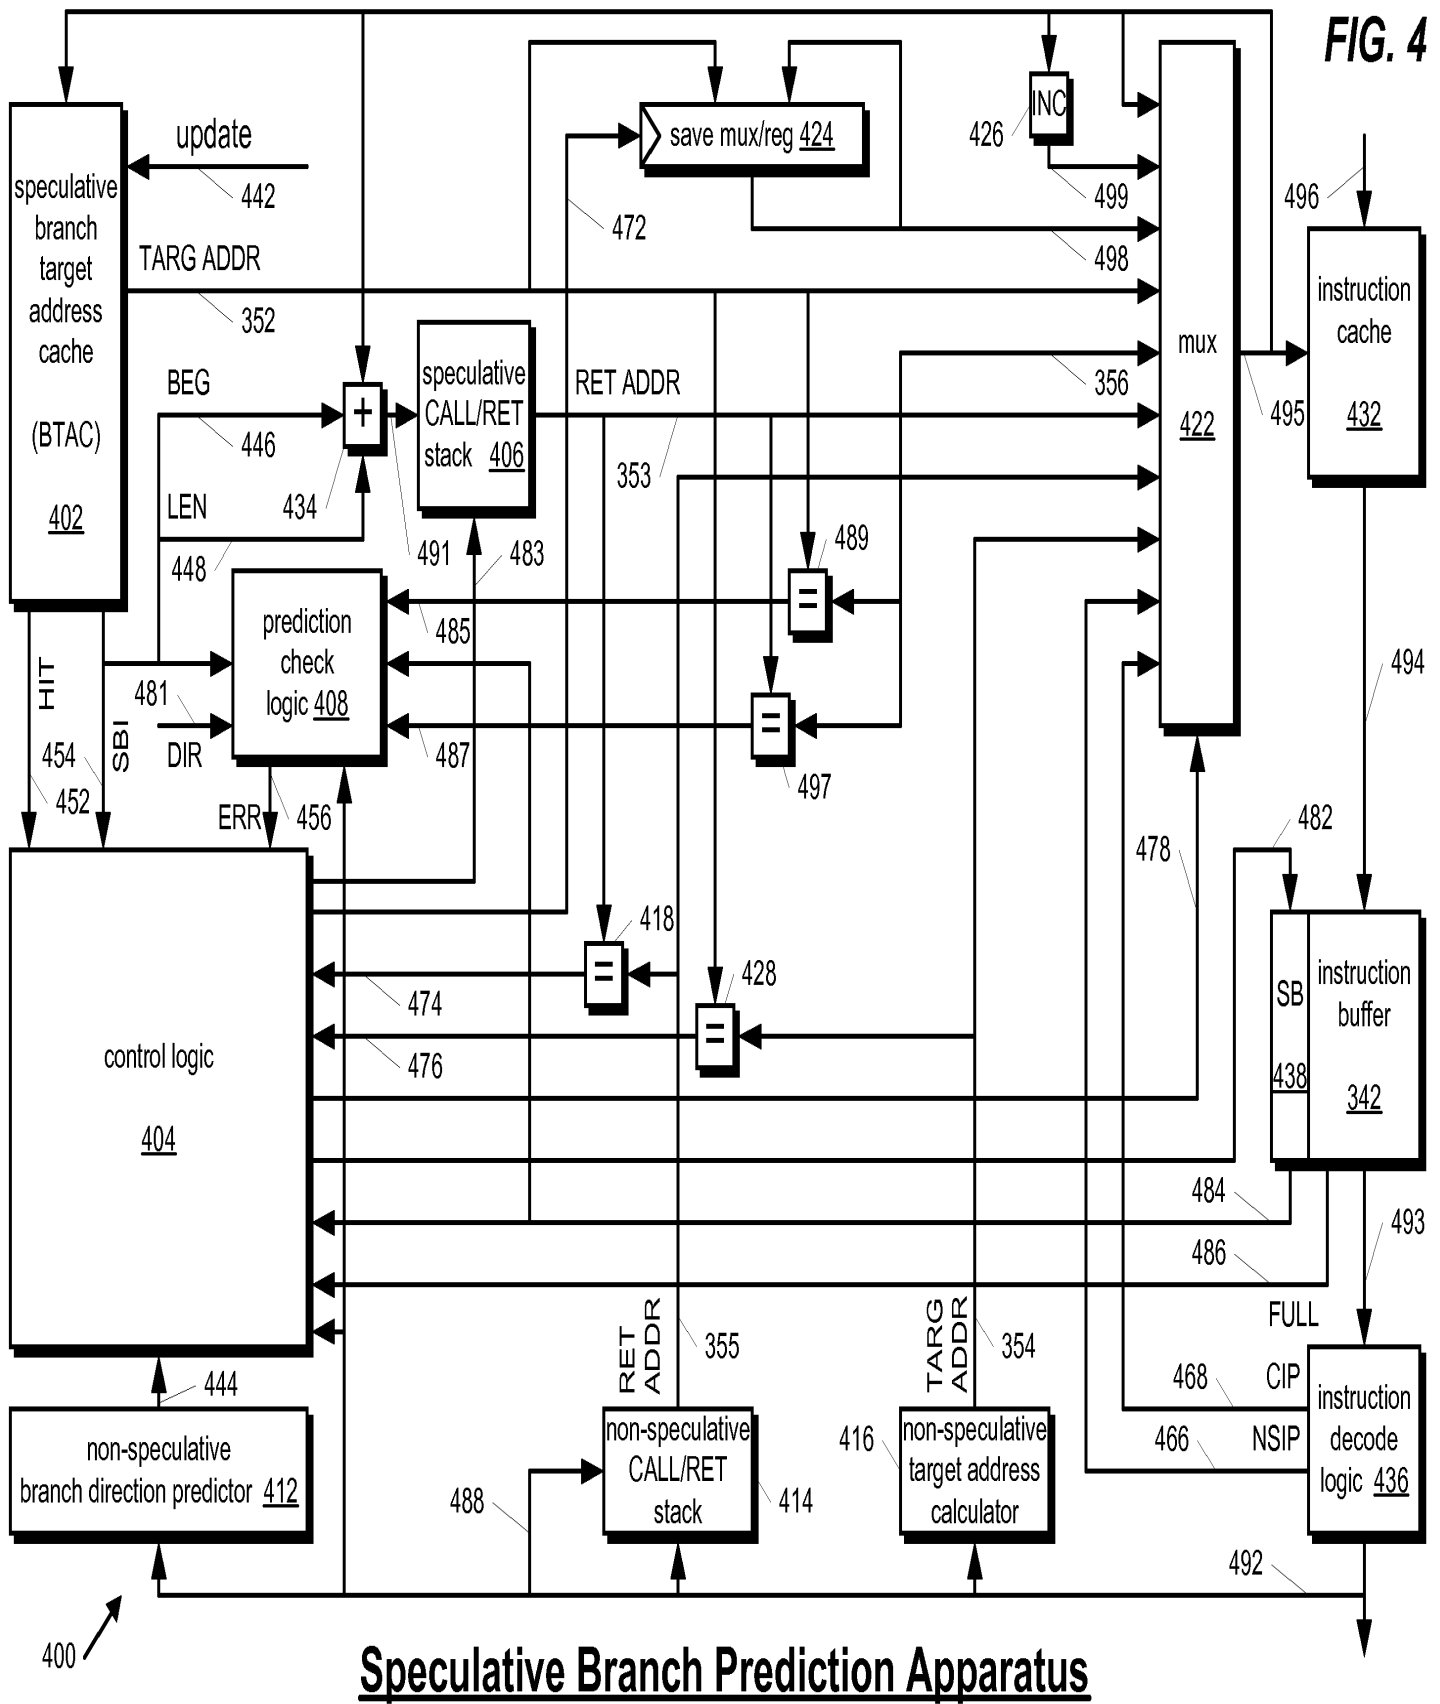 FIG. 4
update
442
speculative
branch
target
address
cache
(BTAC)
402
TARG ADDR
352
save mux/reg 424
472
INC
426
499
498
496
instruction
cache
432
mux
422
495
356
BEG
446
+
434
LEN
448
491
speculative
CALL/RET
stack 406
RET ADDR
353
483
489
=
485
prediction
check
logic 408
481
DIR
487
=
497
HIT
SBI
454
452
ERR
456
494
482
478
418
=
474
428
=
476
control logic
404
SB
438
instruction
buffer
342
484
486
493
FULL
RET
ADDR
355
TARG
ADDR
354
CIP
468
NSIP
466
instruction
decode
logic 436
444
non-speculative
branch direction predictor 412
488
non-speculative
CALL/RET
stack
414
416
non-speculative
target address
calculator
492
400
Speculative Branch Prediction Apparatus